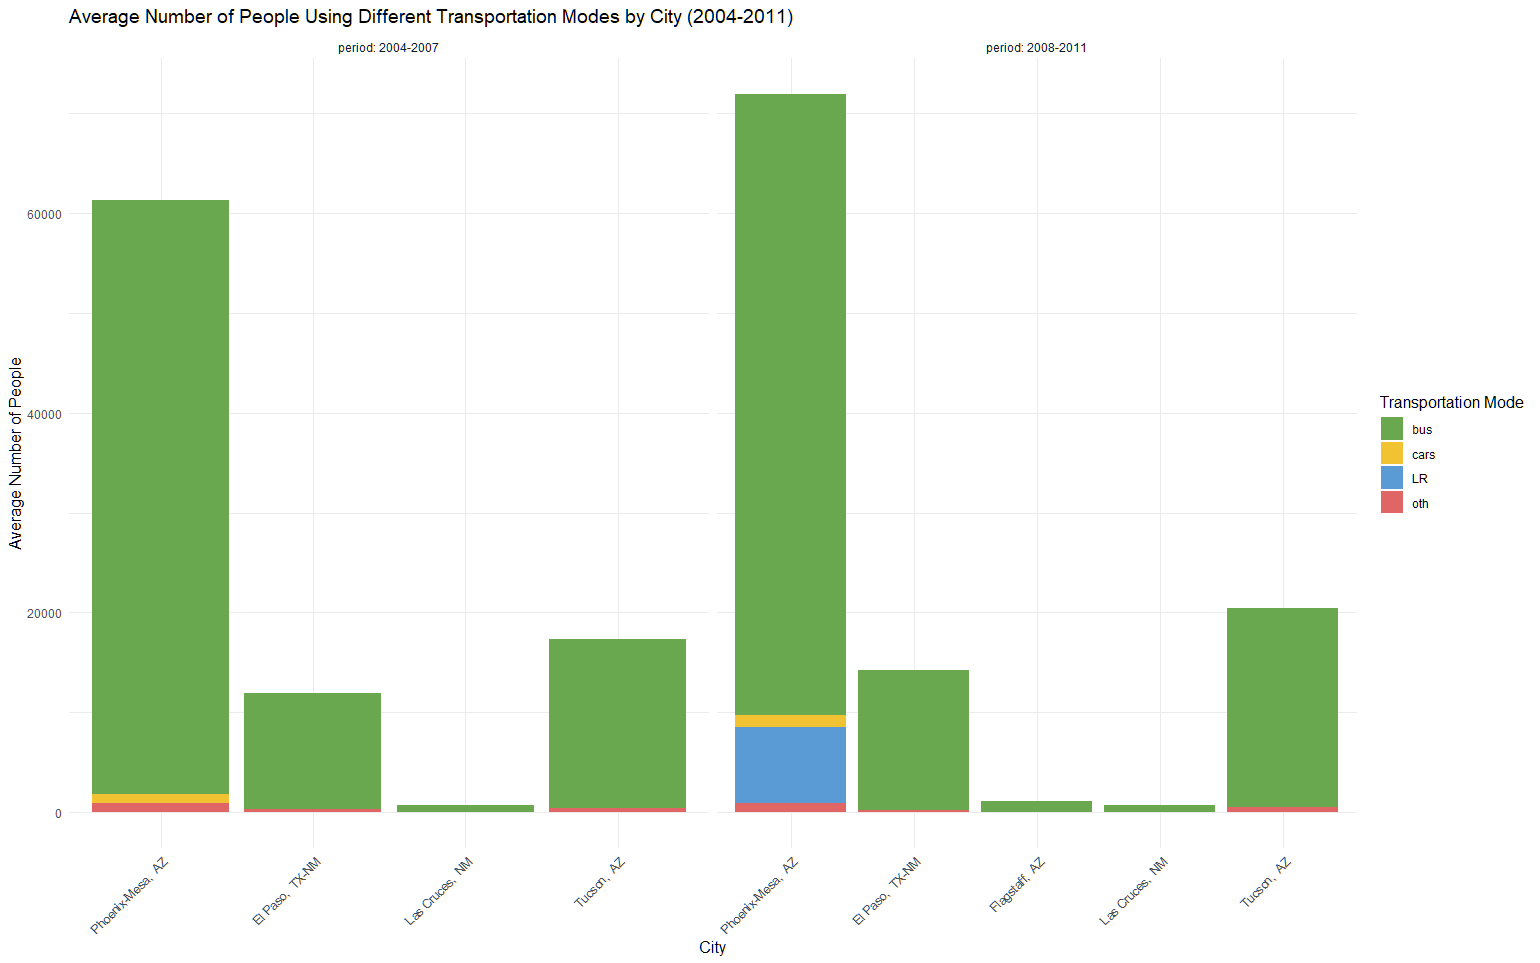 Average Number of People Using Different Transportation Modes by City (2004-2011)
period: 2004-2007
period: 2008-2011
Average Number of People
60000
40000
20000
0
Phoenix-Mesa, AZ
El Paso, TX-NM
Las Cruces, NM
Tucson, AZ
Phoenix-Mesa, AZ
El Paso, TX-NM
Flagstaff, AZ
Las Cruces, NM
Tucson, AZ
City
Transportation Mode
bus
cars
LR
oth